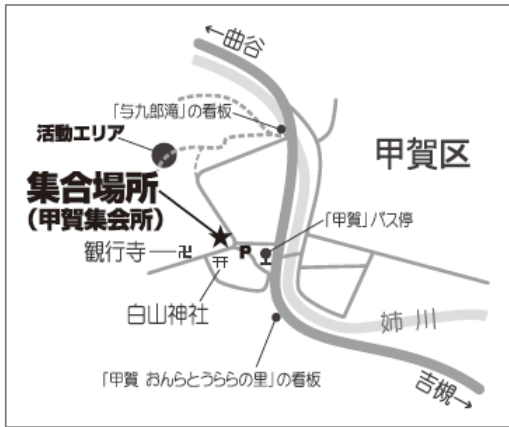 ←曲谷
「与九郎滝」の看板
活動エリア
甲賀区
集合場所
(甲賀集会所)
「甲賀」バス停
観行寺
卍
P
白山神社
姉川
「甲賀 おんらとうららの里」の看板
吉槻→